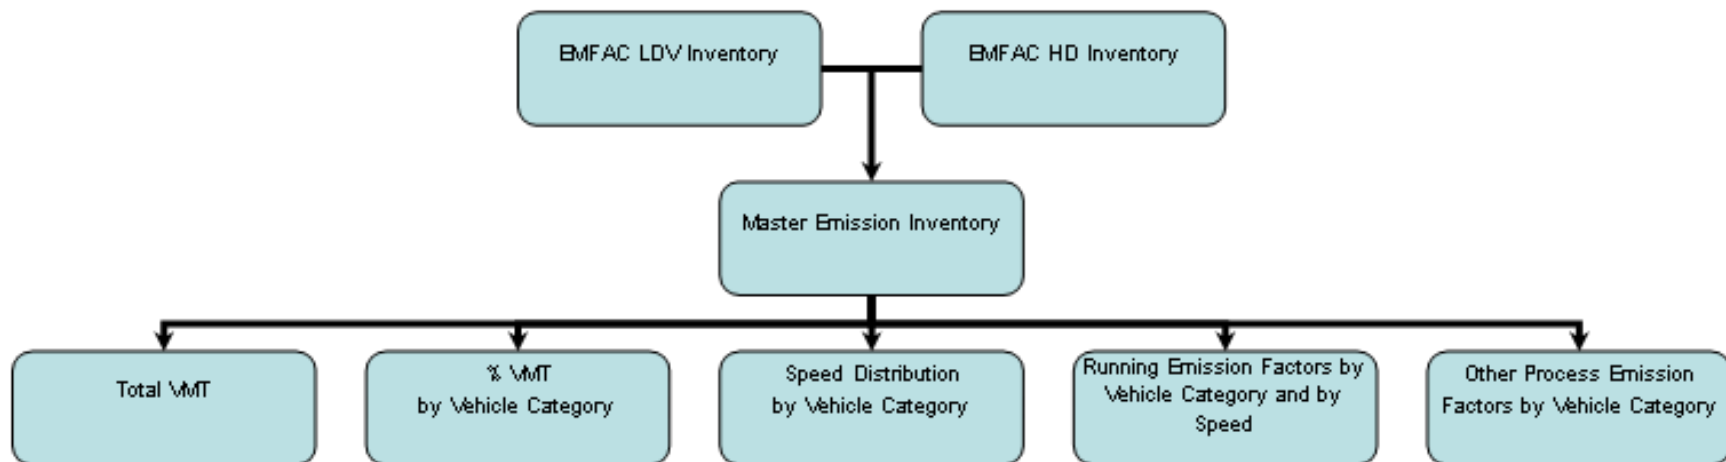 EMFAC LDV Inventory
EMFAC HD Inventory
Master Emission Inventory
Total VMT
% VMT
by Vehicle Category
Speed Distribution
by Vehicle Category
Running Emission Factors by
Vehicle Category and by
Speed
Other Process Emission
Factors by Vehicle Category